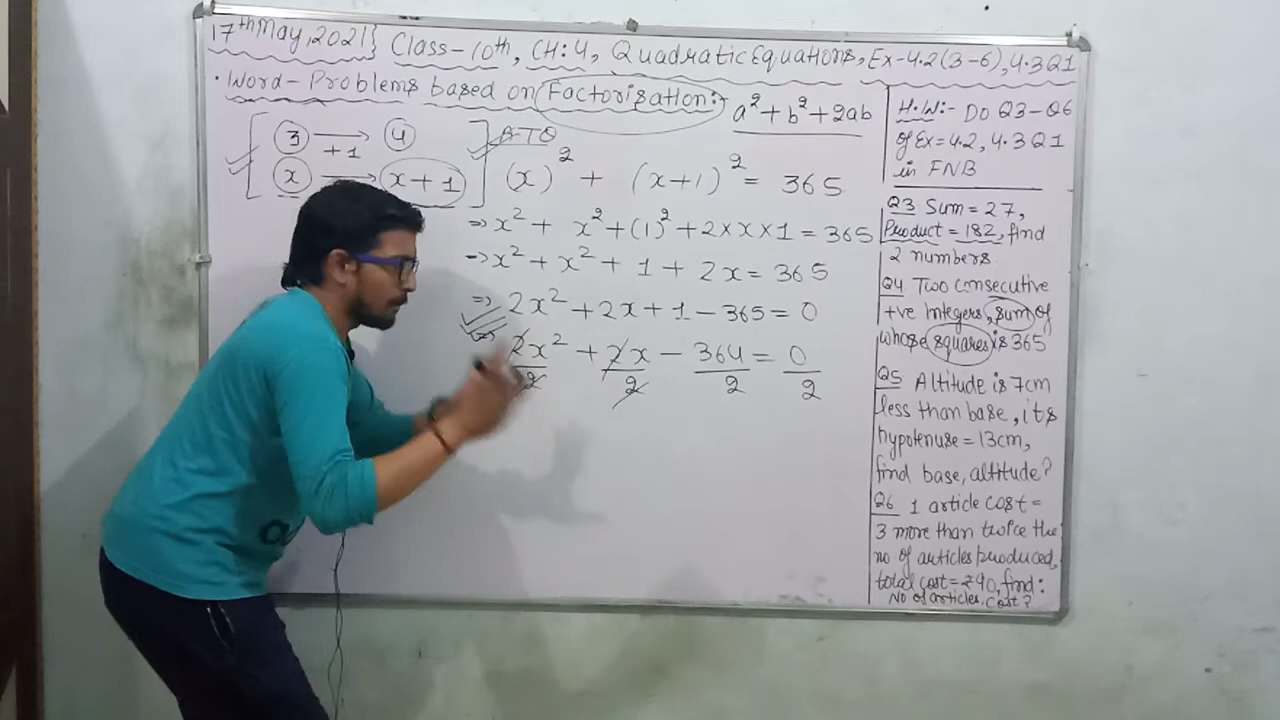 17th May, 2021} Class-10th, CH:4, Quadratic Equations, Ex-4.2(3-6), 4.3Q1
• Word-Problems based on Factorisation:- a²+b²+2ab
3 → 4
+1
x → x+1
ATQ
(x)² + (x+1)² = 365
⇒ x² + x² + (1)² + 2×x×1 = 365
⇒ x² + x² + 1 + 2x = 365
⇒ 2x² + 2x + 1 - 365 = 0
2x² + 2x - 364 = 0
2 2 2 2
H.W:- Do Q3-Q6
of Ex=4.2, 4.3Q1
in FNB
Q3 Sum = 27,
Product = 182, find
2 numbers.
Q4 Two consecutive
+ve Integers, sum of
whose squares is 365
Q5 Altitude is 7cm
less than base, its
hypotenuse = 13cm,
find base, altitude?
Q6 1 article cost =
3 more than twice the
no of articles produced,
total cost = ₹90, find:
No of articles, cost?